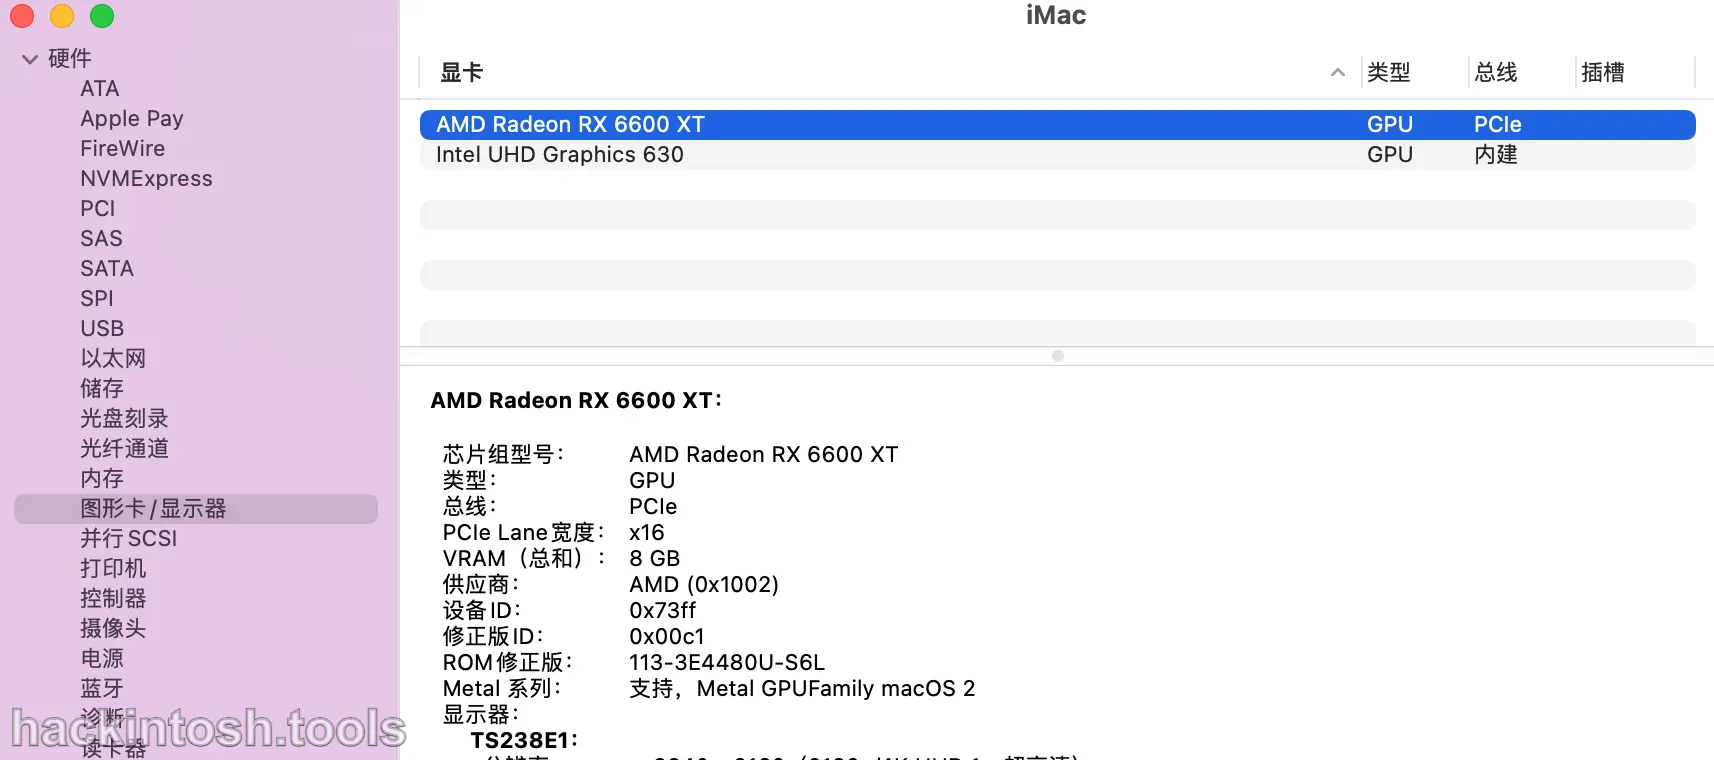 iMac
硬件
ATA
Apple Pay
FireWire
NVMExpress
PCI
SAS
SATA
SPI
USB
以太网
储存
光盘刻录
光纤通道
内存
图形卡/显示器
并行SCSI
打印机
控制器
摄像头
电源
蓝牙
诊断
读卡器
hackintosh.tools
显卡 类型 总线 插槽
AMD Radeon RX 6600 XT GPU PCIe
Intel UHD Graphics 630 GPU 内建
AMD Radeon RX 6600 XT：
芯片组型号： AMD Radeon RX 6600 XT
类型： GPU
总线： PCIe
PCIe Lane宽度： x16
VRAM（总和）： 8 GB
供应商： AMD (0x1002)
设备ID： 0x73ff
修正版ID： 0x00c1
ROM修正版： 113-3E4480U-S6L
Metal 系列： 支持，Metal GPUFamily macOS 2
显示器：
TS238E1：